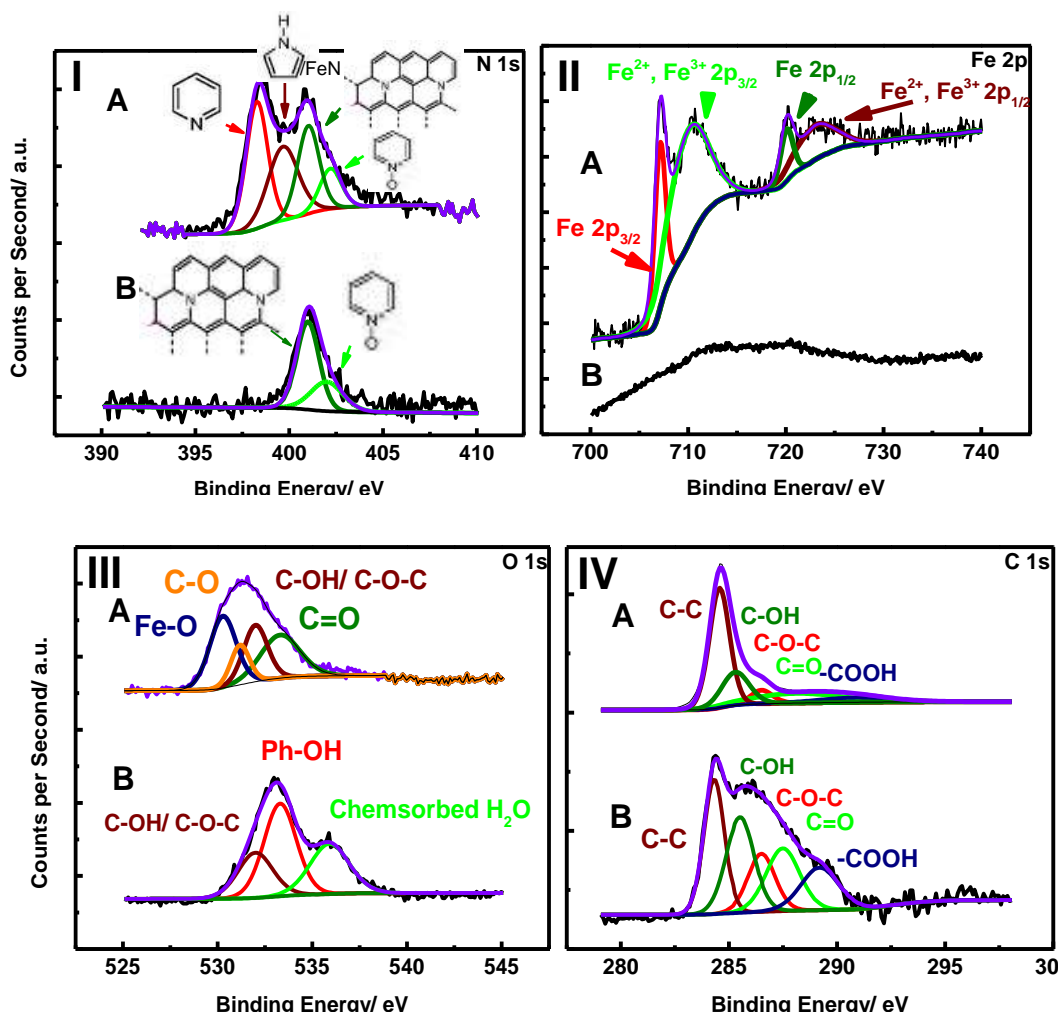 I
N 1s
A
H
N
FeN
N
N
N
N
O
B
N
N
N+
O
Counts per Second/ a.u.
390 395 400 405 410
Binding Energy/ eV
II
Fe 2p
Fe2+, Fe3+ 2p3/2
Fe 2p1/2
Fe2+, Fe3+ 2p1/2
A
Fe 2p3/2
B
700 710 720 730 740
Binding Energy/ eV
III
O 1s
A
C-O
C-OH/ C-O-C
Fe-O
C=O
B
Ph-OH
C-OH/ C-O-C
Chemsorbed H2O
Counts per Second/ a.u.
525 530 535 540 545
Binding Energy/ eV
IV
C 1s
A
C-C
C-OH
C-O-C
C=O
-COOH
B
C-OH
C-O-C
C=O
C-C
-COOH
280 285 290 295 30
Binding Energy/ eV